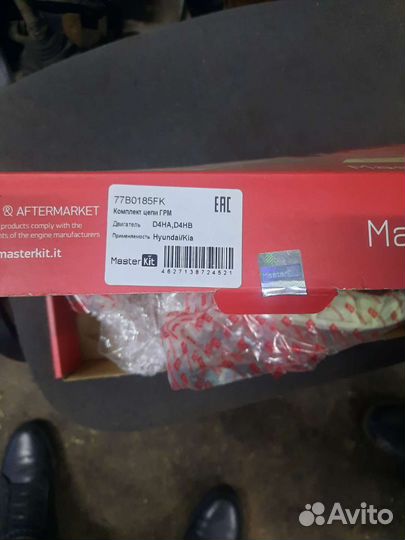 77B0185FK
EAC
Комплект цепи ГРМ
Двигатель D4HA,D4HB
Применяемость Hyundai/Kia
Master Kit
4627138724521
& AFTERMARKET
products comply with the
nts of the engine manufacturers
masterkit.it
Ma
Avito